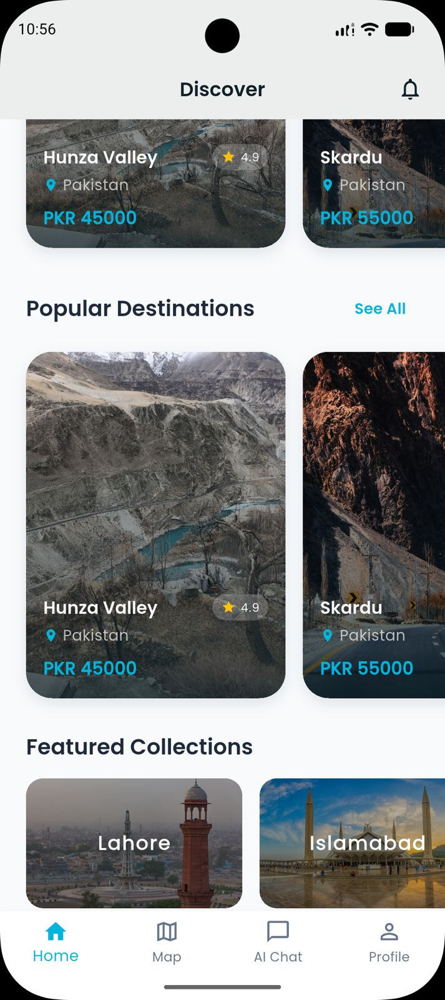 10:56
Discover
Hunza Valley 4.9 Skardu
Pakistan Pakistan
PKR 45000 PKR 55000
Popular Destinations See All
Hunza Valley 4.9 Skardu
Pakistan Pakistan
PKR 45000 PKR 55000
Featured Collections
Lahore Islamabad
Home Map AI Chat Profile